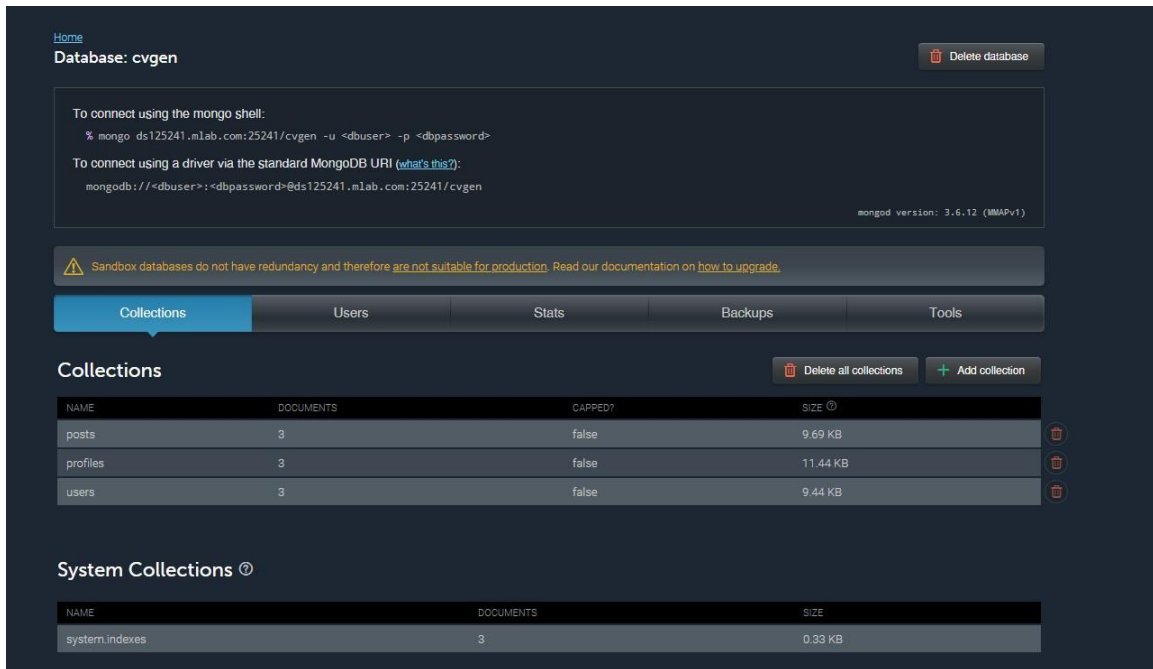 Home
Database: cvgen
Delete database
To connect using the mongo shell:
% mongo ds125241.mlab.com:25241/cvgen -u <dbuser> -p <dbpassword>
To connect using a driver via the standard MongoDB URI (what's this?):
mongodb://<dbuser>:<dbpassword>@ds125241.mlab.com:25241/cvgen
mongod version: 3.6.12 (MMAPv1)
Sandbox databases do not have redundancy and therefore are not suitable for production. Read our documentation on how to upgrade.
Collections Users Stats Backups Tools
Collections
Delete all collections
+ Add collection
NAME DOCUMENTS CAPPED? SIZE ?
posts 3 false 9.69 KB
profiles 3 false 11.44 KB
users 3 false 9.44 KB
System Collections ?
NAME DOCUMENTS SIZE
system.indexes 3 0.33 KB